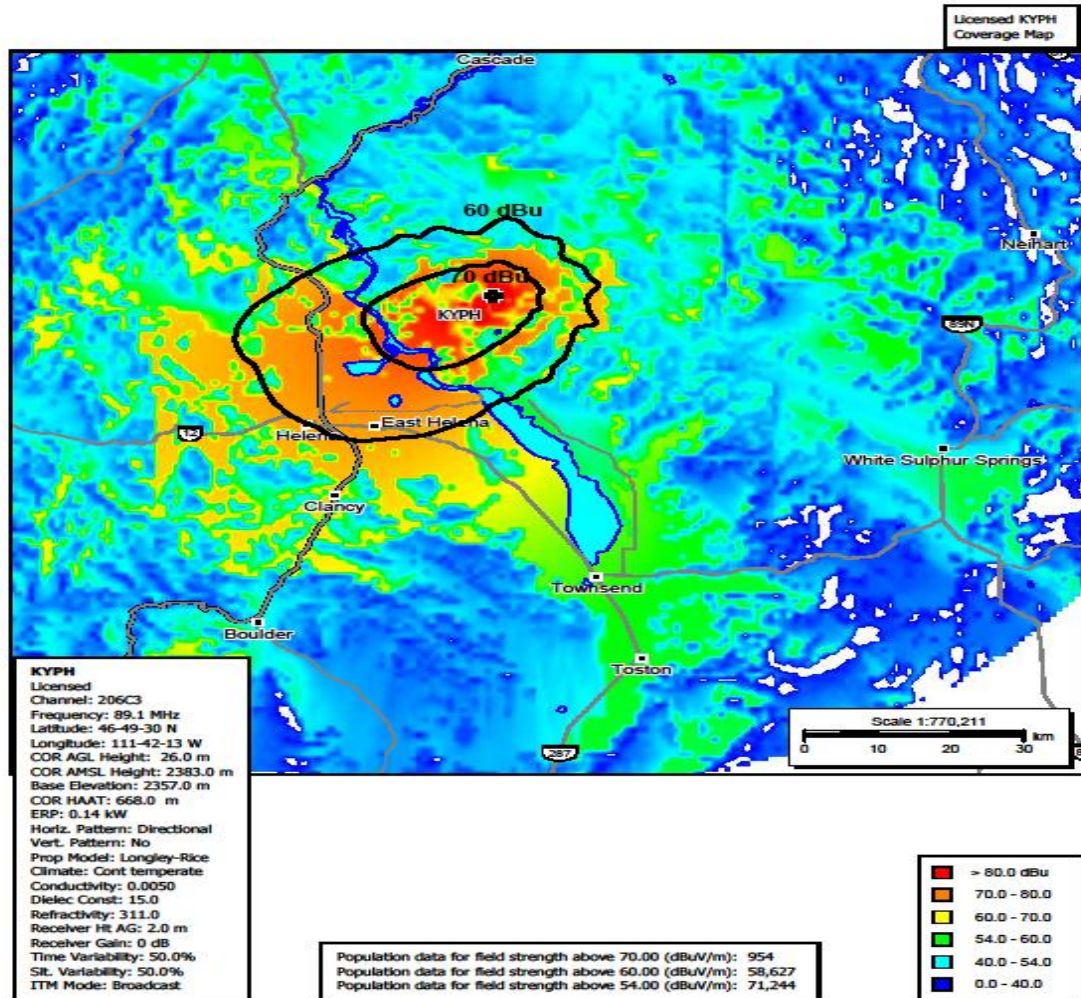 Licensed KYPH
Coverage Map
Cascade
60 dBu
Neihart
70 dBu
KYPH
89N
12
East Helena
Helena
White Sulphur Springs
Clancy
Townsend
Boulder
Toston
287
Scale 1:770,211
0 10 20 30 km
KYPH
Licensed
Channel: 206C3
Frequency: 89.1 MHz
Latitude: 46-49-30 N
Longitude: 111-42-13 W
COR AGL Height: 26.0 m
COR AMSL Height: 2383.0 m
Base Elevation: 2357.0 m
COR HAAT: 668.0 m
ERP: 0.14 kW
Horiz. Pattern: Directional
Vert. Pattern: No
Prop Model: Longley-Rice
Climate: Cont temperate
Conductivity: 0.0050
Dielec Const: 15.0
Refractivity: 311.0
Receiver Ht AG: 2.0 m
Receiver Gain: 0 dB
Time Variability: 50.0%
Sit. Variability: 50.0%
ITM Mode: Broadcast
Population data for field strength above 70.00 (dBuV/m): 954
Population data for field strength above 60.00 (dBuV/m): 58,627
Population data for field strength above 54.00 (dBuV/m): 71,244
> 80.0 dBu
70.0 - 80.0
60.0 - 70.0
54.0 - 60.0
40.0 - 54.0
0.0 - 40.0